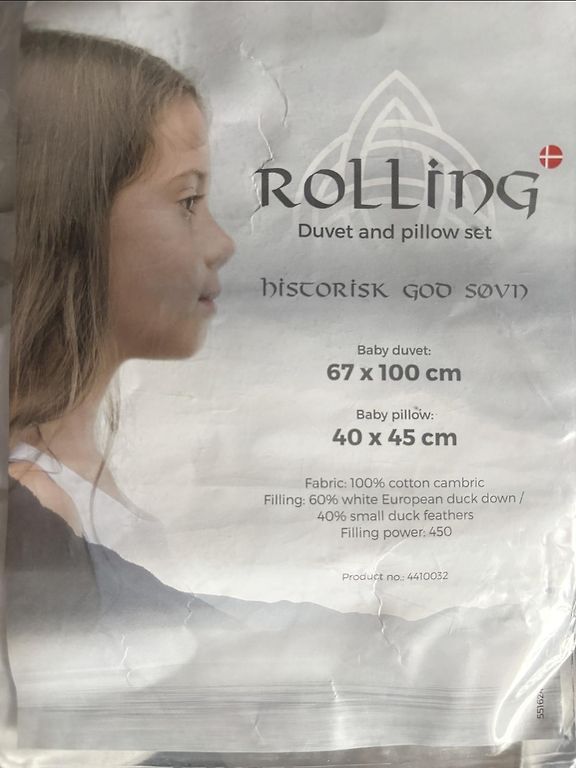 ROLLING
Duvet and pillow set
HISTORISK GOD SØVN
Baby duvet:
67 x 100 cm
Baby pillow:
40 x 45 cm
Fabric: 100% cotton cambric
Filling: 60% white European duck down /
40% small duck feathers
Filling power: 450
Product no.: 4410032